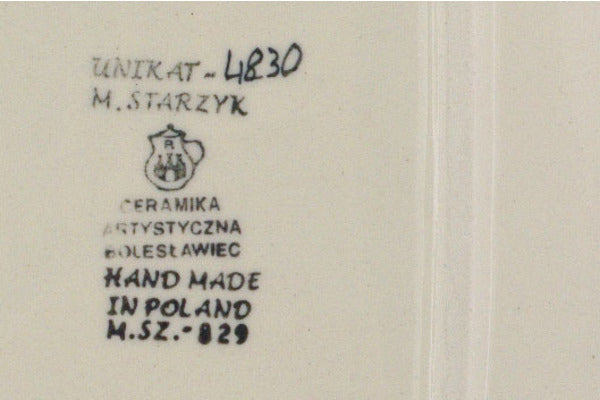 UNIKAT - 4830
M. STARZYK
R
CERAMIKA
ARTYSTYCZNA
BOLESŁAWIEC
HAND MADE
IN POLAND
M.SZ.-829